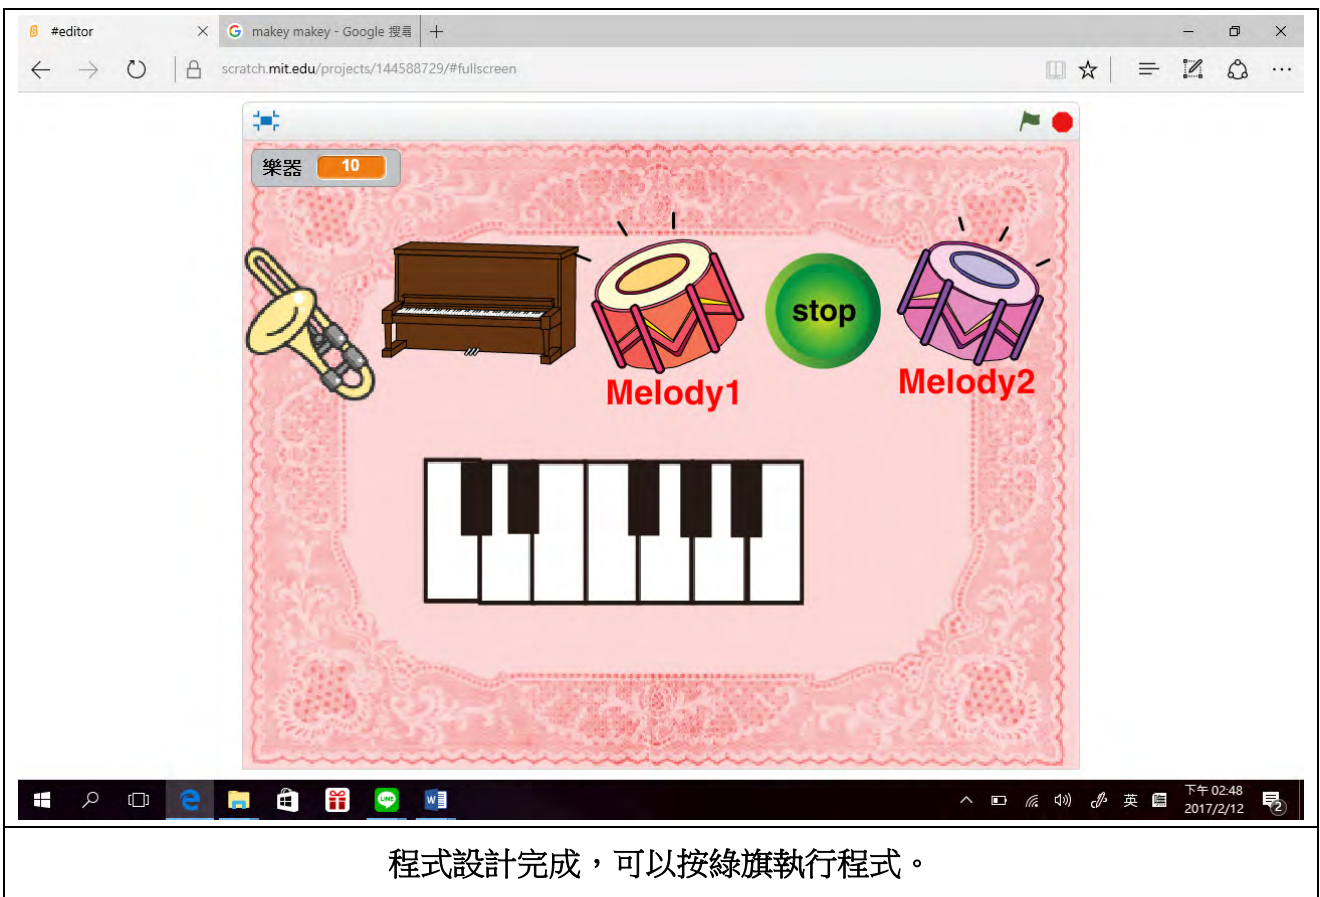 #editor
makey makey - Google 搜尋
scratch.mit.edu/projects/144588729/#fullscreen
樂器 10
stop
Melody1
Melody2
LINE
W
英
下午 02:48
2017/2/12
2
程式設計完成,可以按綠旗執行程式。